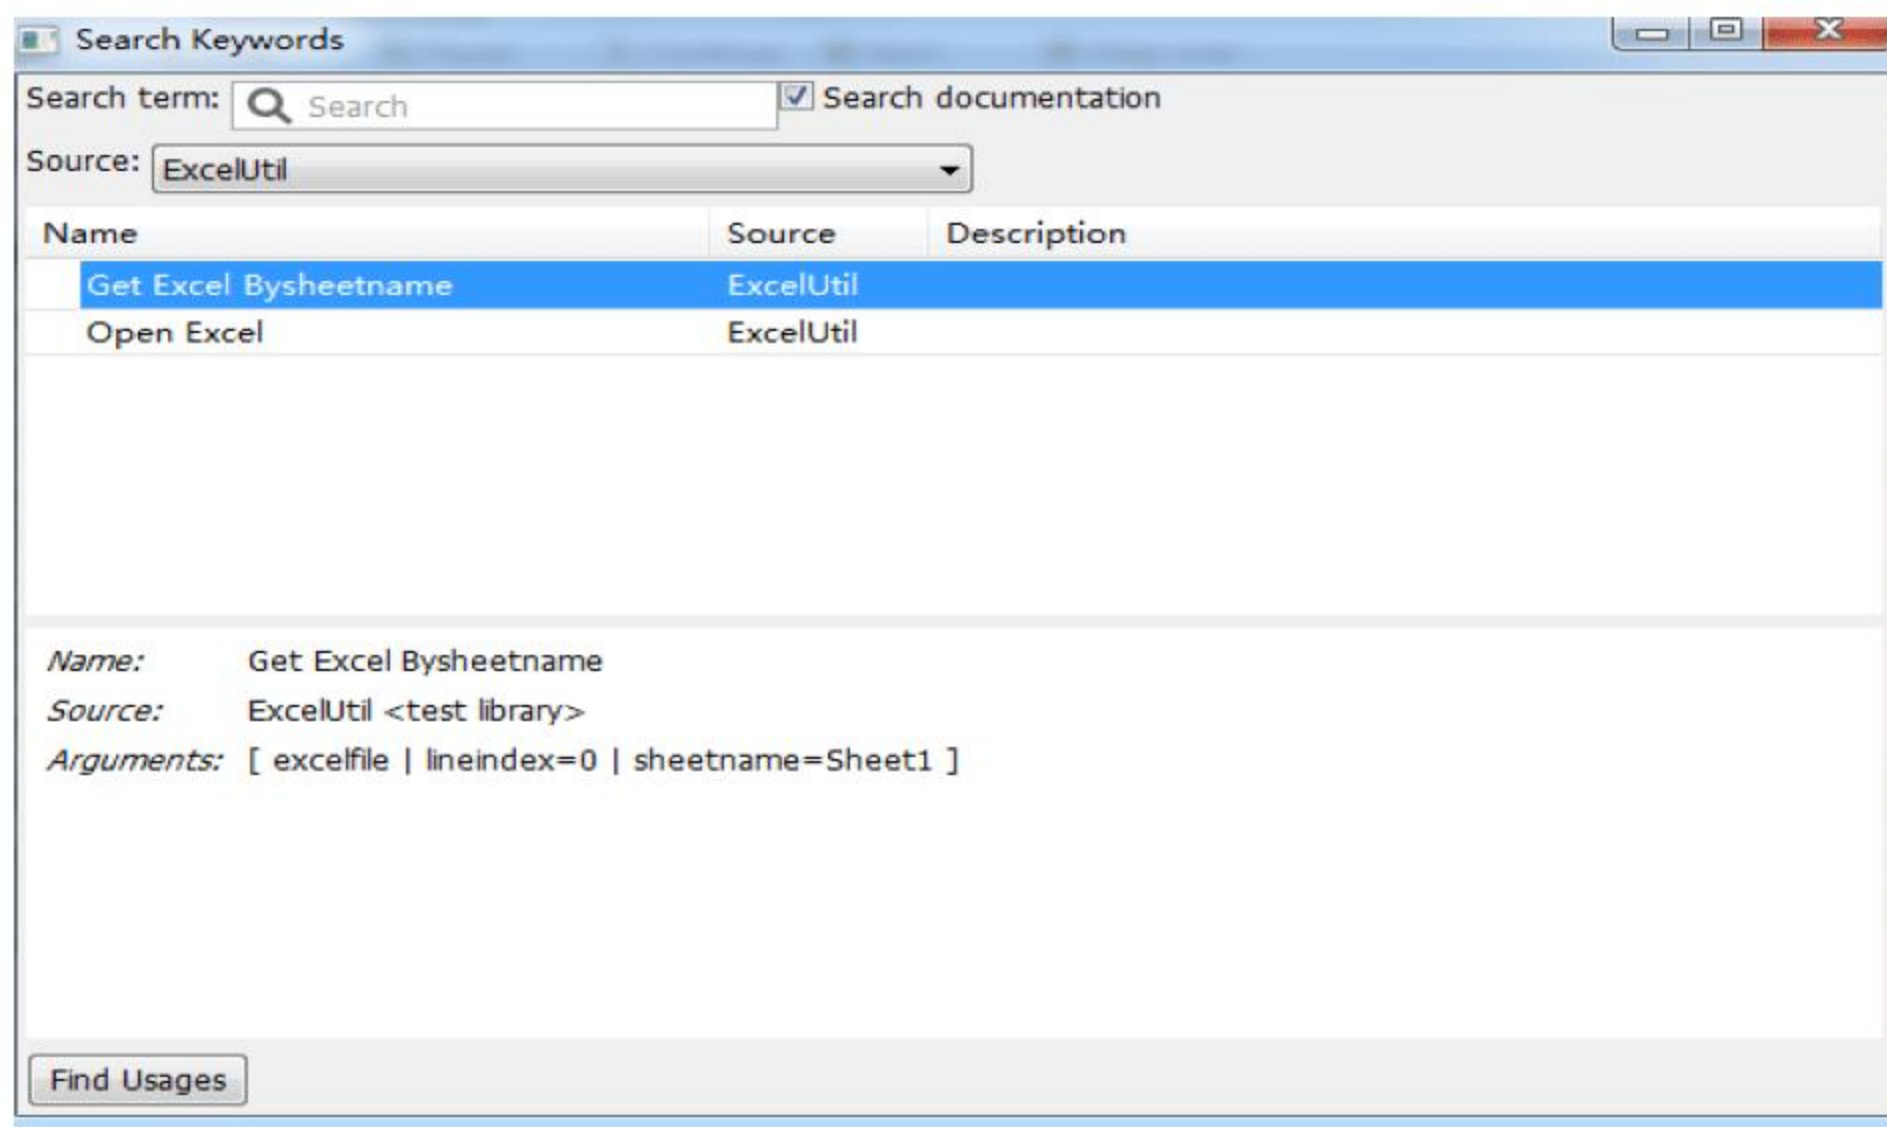 Search Keywords
Search term: Search Search documentation
Source: ExcelUtil
Name Source Description
Get Excel Bysheetname ExcelUtil
Open Excel ExcelUtil
Name: Get Excel Bysheetname
Source: ExcelUtil <test library>
Arguments: [ excelfile | lineindex=0 | sheetname=Sheet1 ]
Find Usages